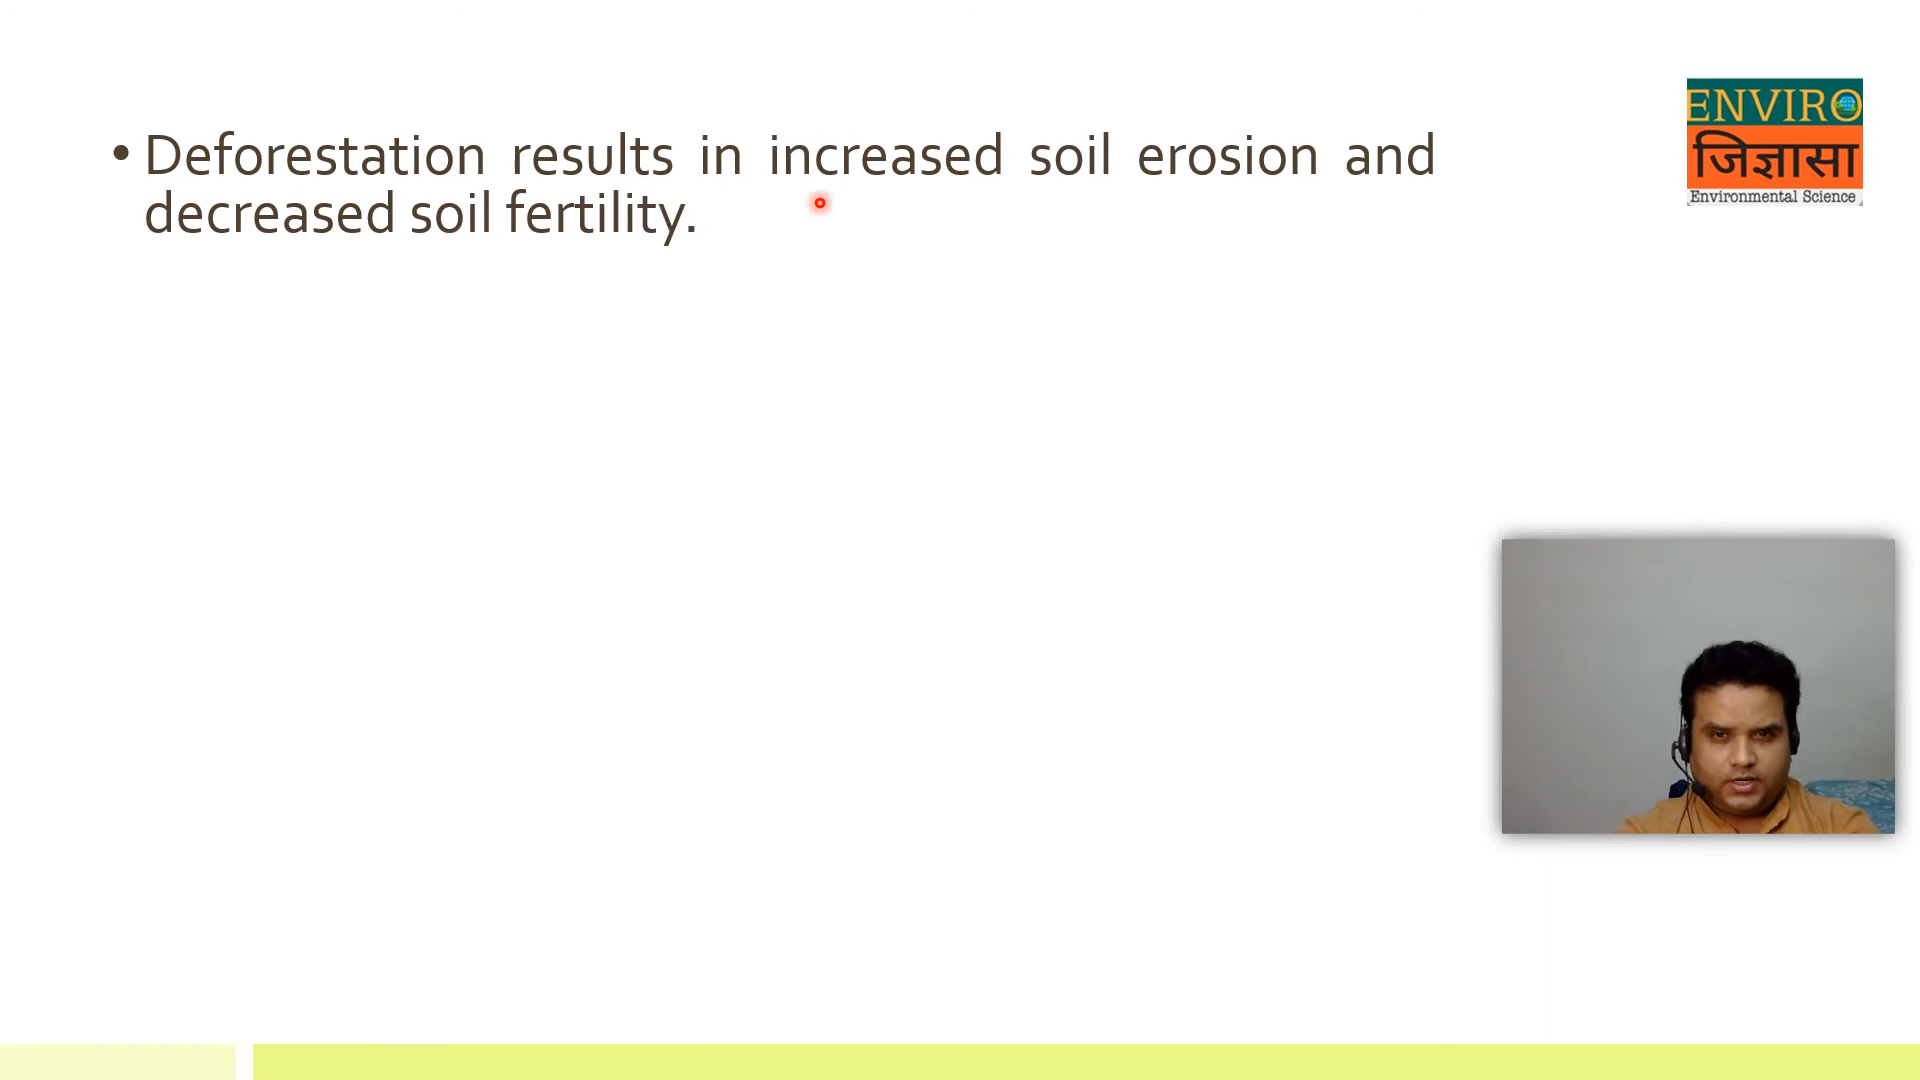 • Deforestation results in increased soil erosion and
decreased soil fertility.
ENVIRO
जिज्ञासा
Environmental Science